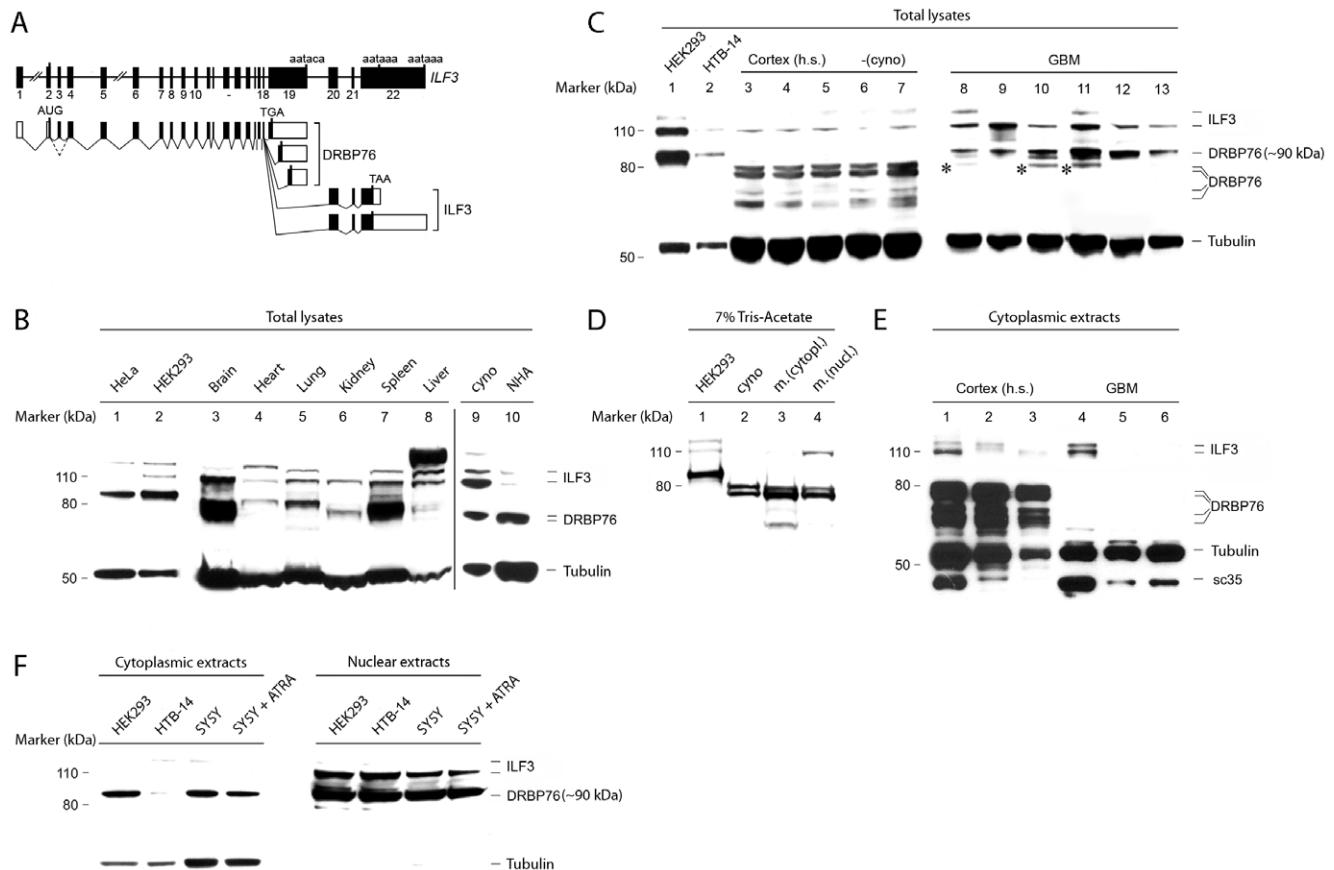 A
aataca aataaa aataaa
ILF3
1 2 3 4 5 6 7 8 9 10 - 18 19 20 21 22
AUG
TGA
DRBP76
TAA
ILF3
B
Total lysates
HeLa HEK293 Brain Heart Lung Kidney Spleen Liver cyno NHA
Marker (kDa) 1 2 3 4 5 6 7 8 9 10
110 –
80 –
50 –
ILF3
DRBP76
Tubulin
C
Total lysates
HEK293 HTB-14 Cortex (h.s.) -(cyno) GBM
Marker (kDa) 1 2 3 4 5 6 7 8 9 10 11 12 13
110 –
80 –
50 –
ILF3
DRBP76 (~90 kDa)
* * *
DRBP76
Tubulin
D
7% Tris-Acetate
HEK293 cyno m.(cytopl.) m.(nucl.)
Marker (kDa) 1 2 3 4
110 –
80 –
E
Cytoplasmic extracts
Cortex (h.s.) GBM
1 2 3 4 5 6
110 –
80 –
50 –
ILF3
DRBP76
Tubulin
sc35
F
Cytoplasmic extracts Nuclear extracts
HEK293 HTB-14 SYSY SYSY + ATRA HEK293 HTB-14 SYSY SYSY + ATRA
Marker (kDa)
110 –
80 –
ILF3
DRBP76 (~90 kDa)
Tubulin